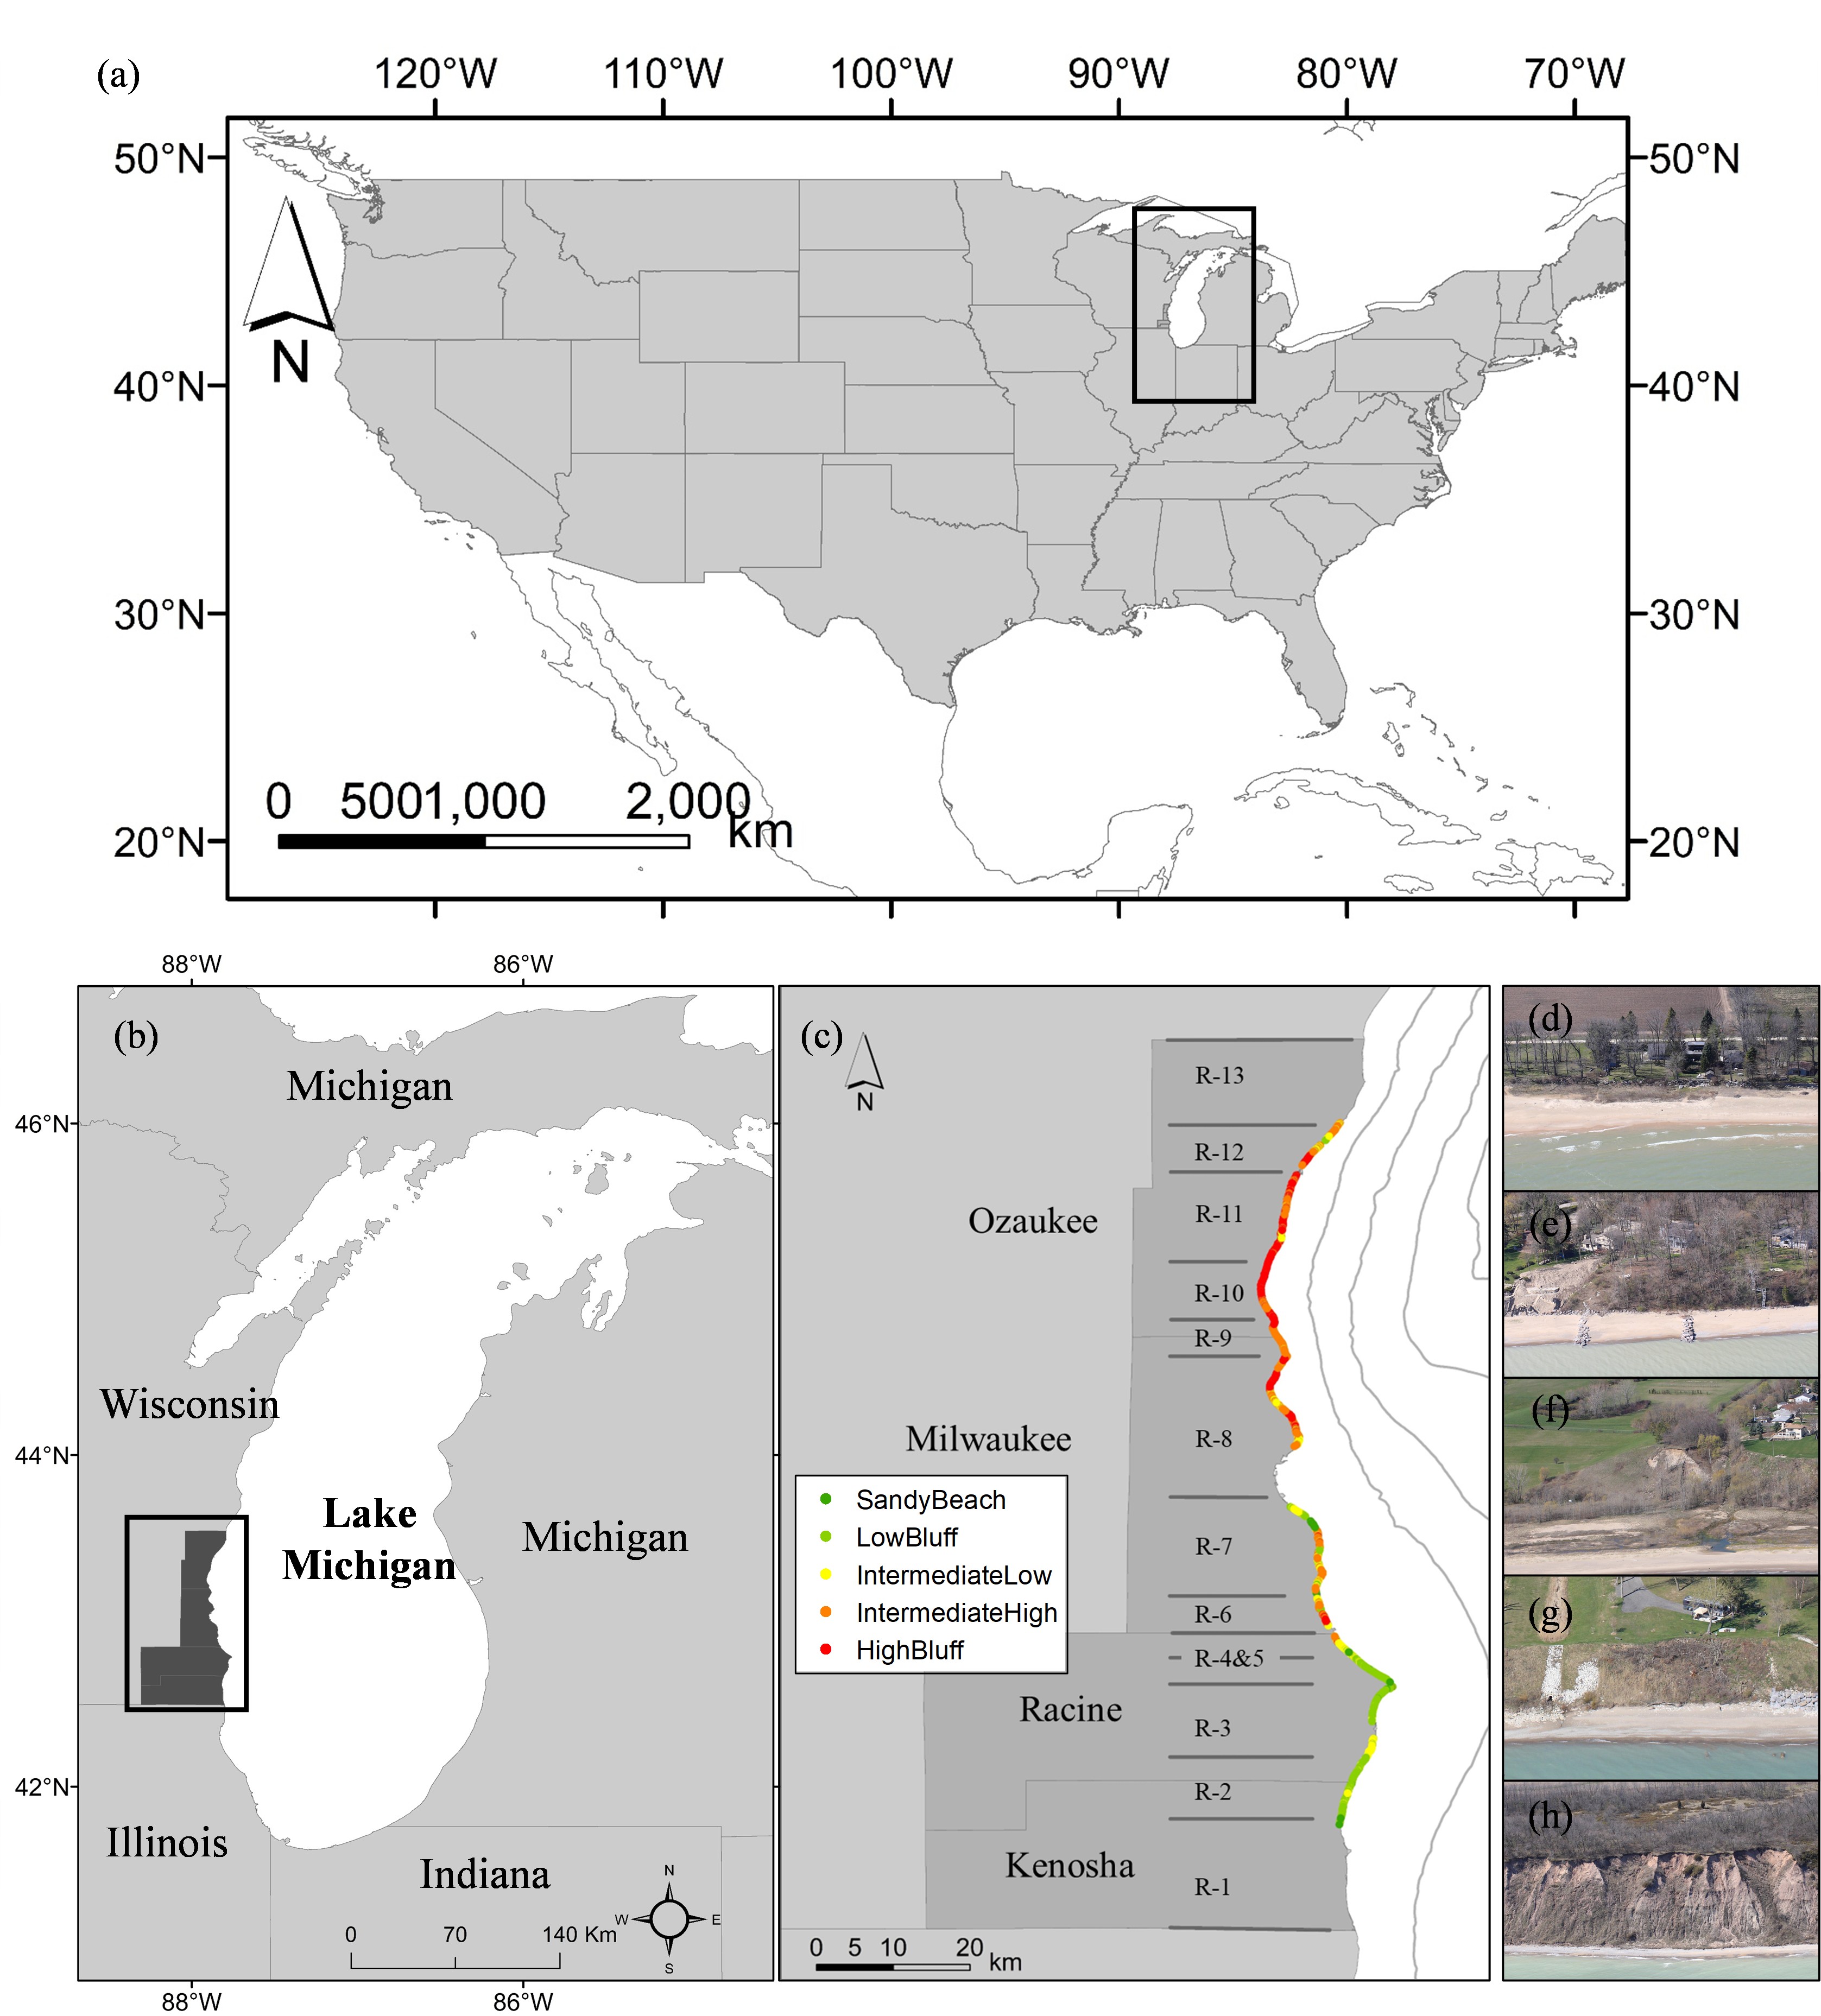 (a)
120°W 110°W 100°W 90°W 80°W 70°W
50°N 50°N
N
40°N 40°N
30°N 30°N
0 5001,000 2,000
km
20°N 20°N
88°W 86°W
(b)
Michigan
46°N
Wisconsin
44°N
Lake
Michigan
Michigan
42°N
Illinois
Indiana
N
W E
S
0 70 140 Km
88°W 86°W
(c)
N
R-13
R-12
Ozaukee
R-11
R-10
R-9
Milwaukee
R-8
SandyBeach
LowBluff
IntermediateLow
IntermediateHigh
HighBluff
R-7
R-6
R-4&5
Racine
R-3
R-2
Kenosha
R-1
0 5 10 20
km
(d)
(e)
(f)
(g)
(h)